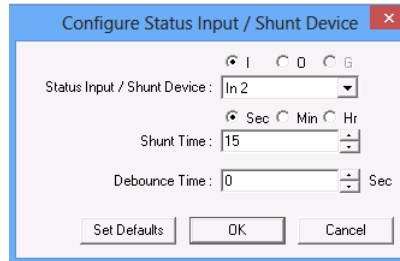 Configure Status Input / Shunt Device
I O G
Status Input / Shunt Device : In 2
Sec Min Hr
Shunt Time : 15
Debounce Time : 0 Sec
Set Defaults OK Cancel